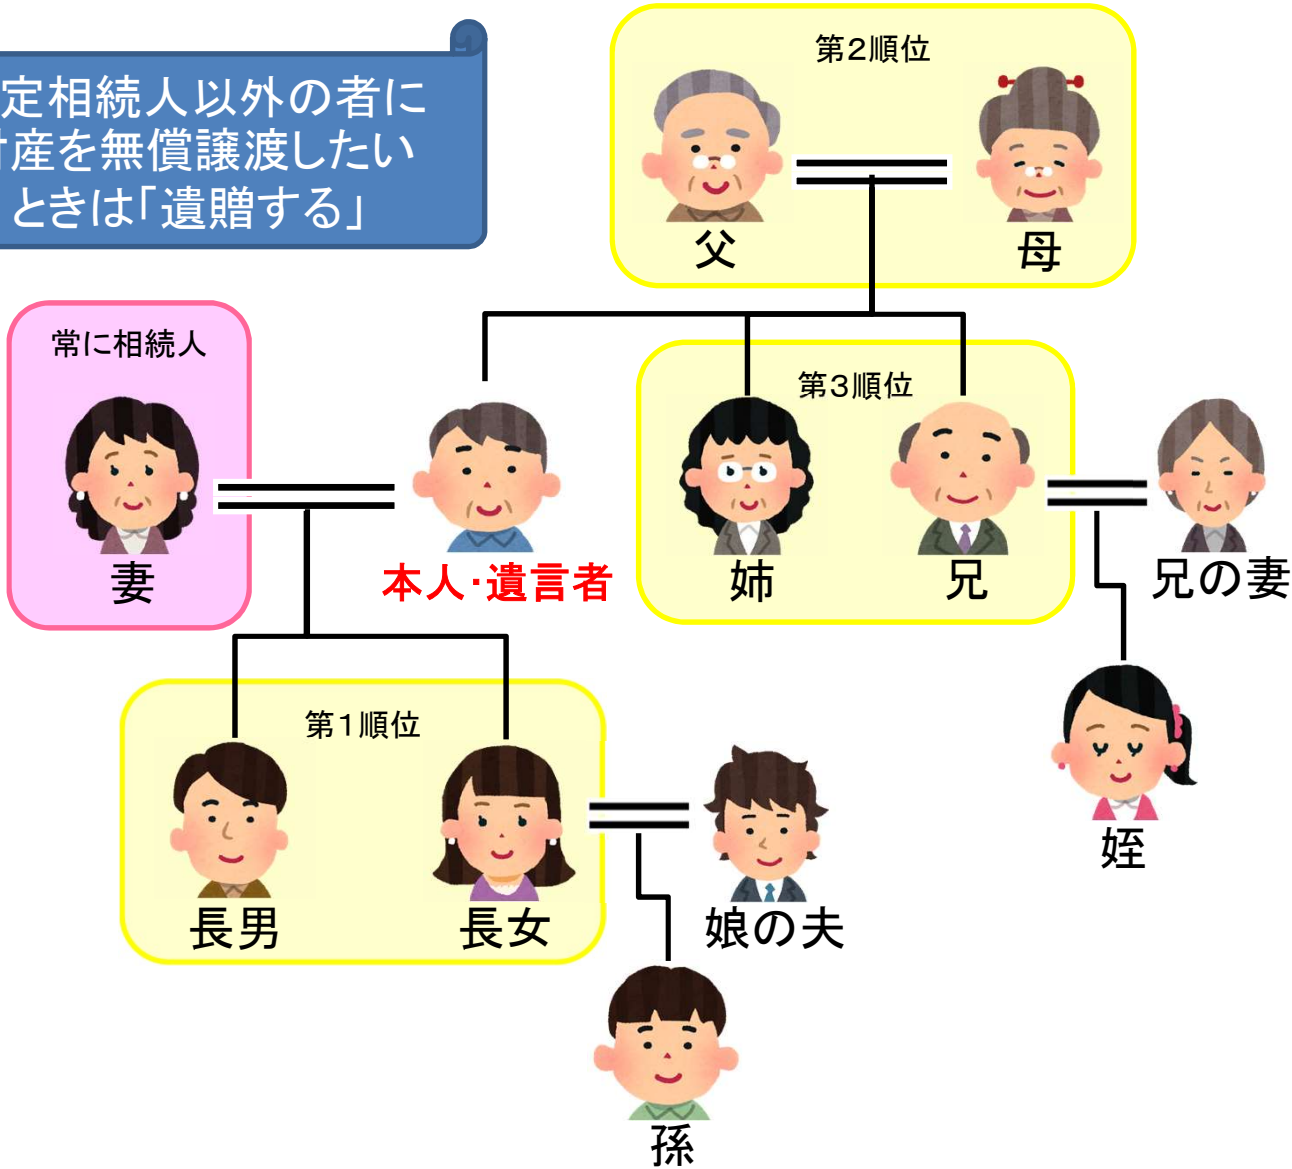 定相続人以外の者に
財産を無償譲渡したい
ときは「遺贈する」
第2順位
父
母
常に相続人
妻
本人・遺言者
第3順位
姉
兄
兄の妻
姪
第1順位
長男
長女
娘の夫
孫